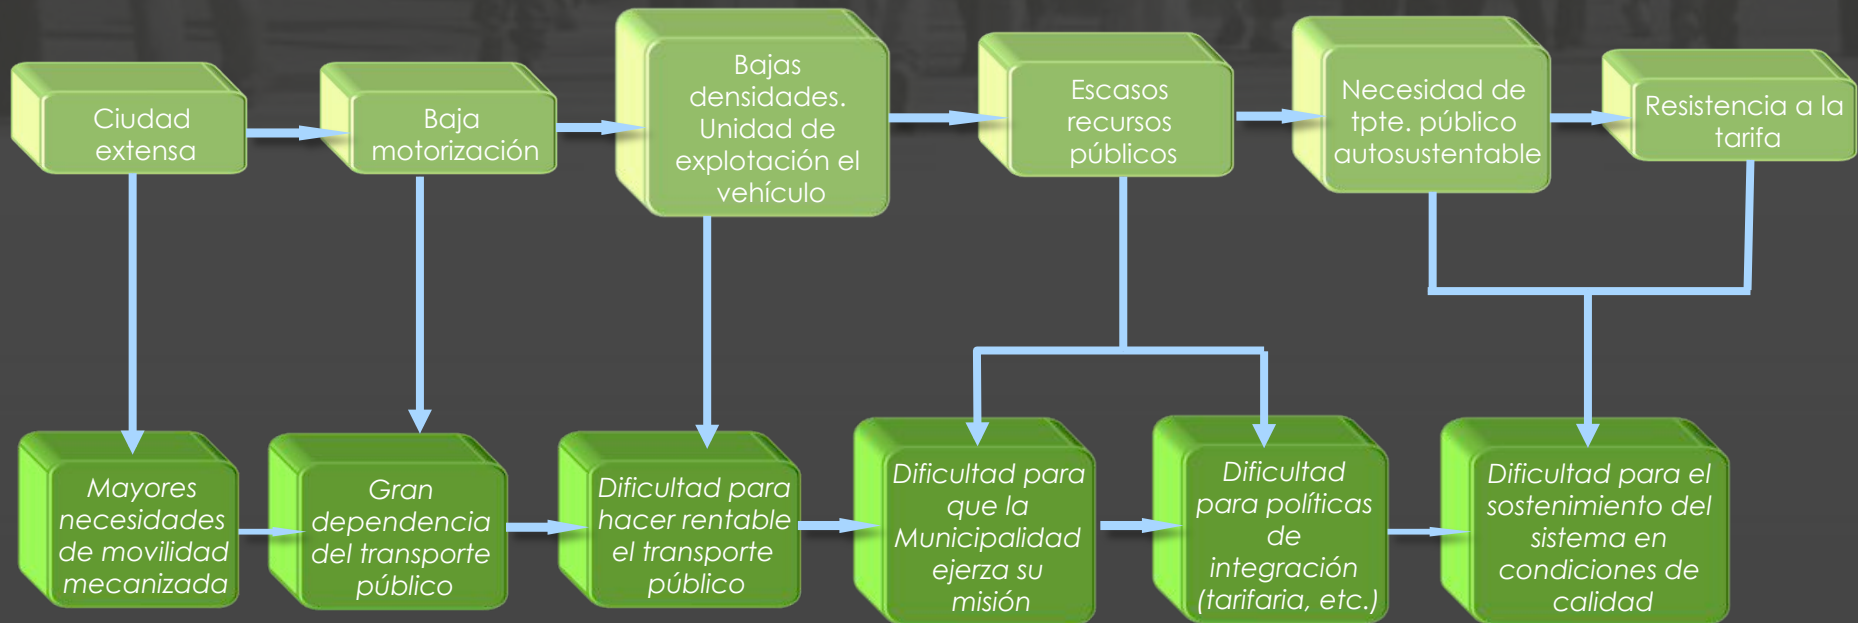 Ciudad
extensa
Baja
motorización
Bajas
densidades.
Unidad de
explotación el
vehículo
Escasos
recursos
públicos
Necesidad de
tpte. público
autosustentable
Resistencia a la
tarifa
Mayores
necesidades
de movilidad
mecanizada
Gran
dependencia
del transporte
público
Dificultad para
hacer rentable
el transporte
público
Dificultad para
que la
Municipalidad
ejerza su
misión
Dificultad
para políticas
de
integración
(tarifaria, etc.)
Dificultad para el
sostenimiento del
sistema en
condiciones de
calidad